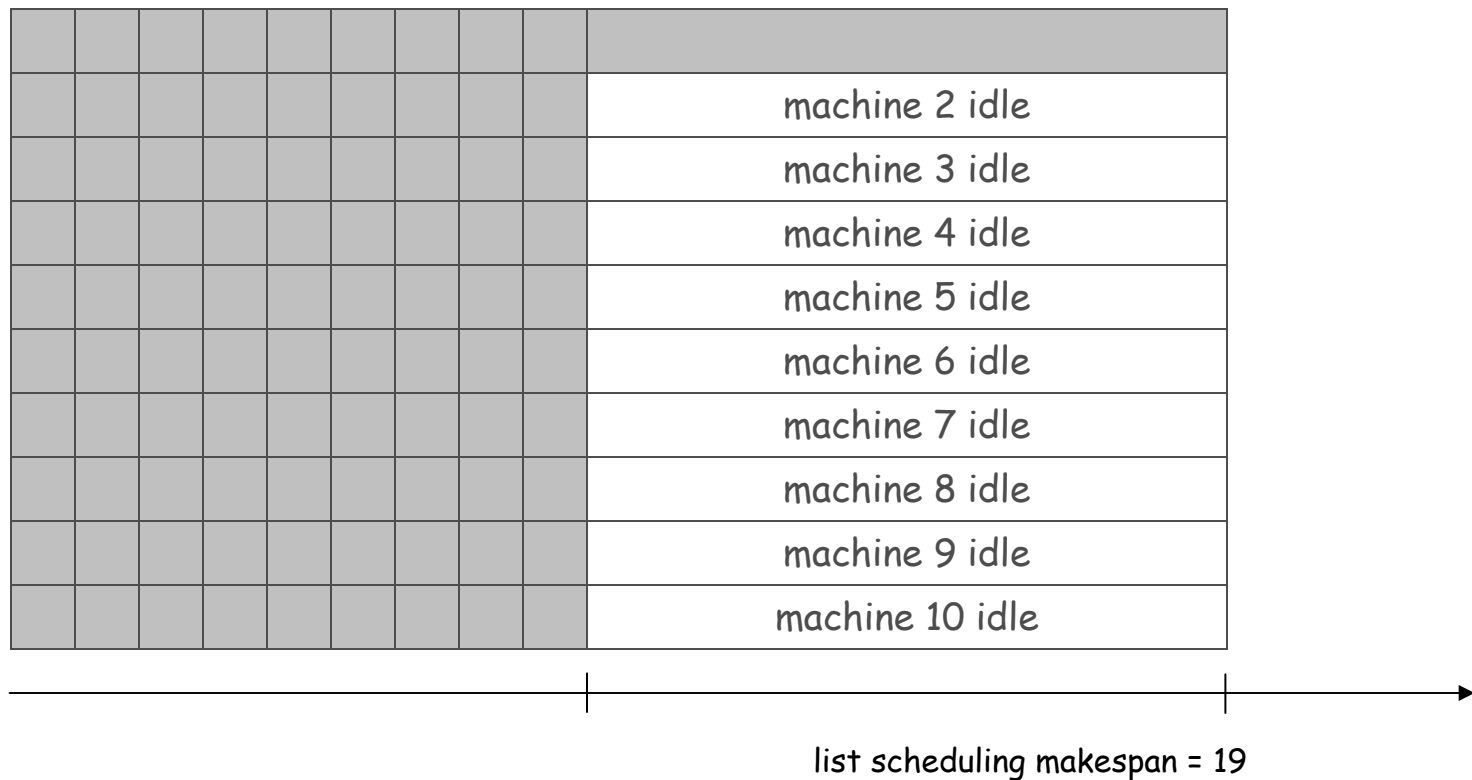 machine 2 idle
machine 3 idle
machine 4 idle
machine 5 idle
machine 6 idle
machine 7 idle
machine 8 idle
machine 9 idle
machine 10 idle
list scheduling makespan = 19